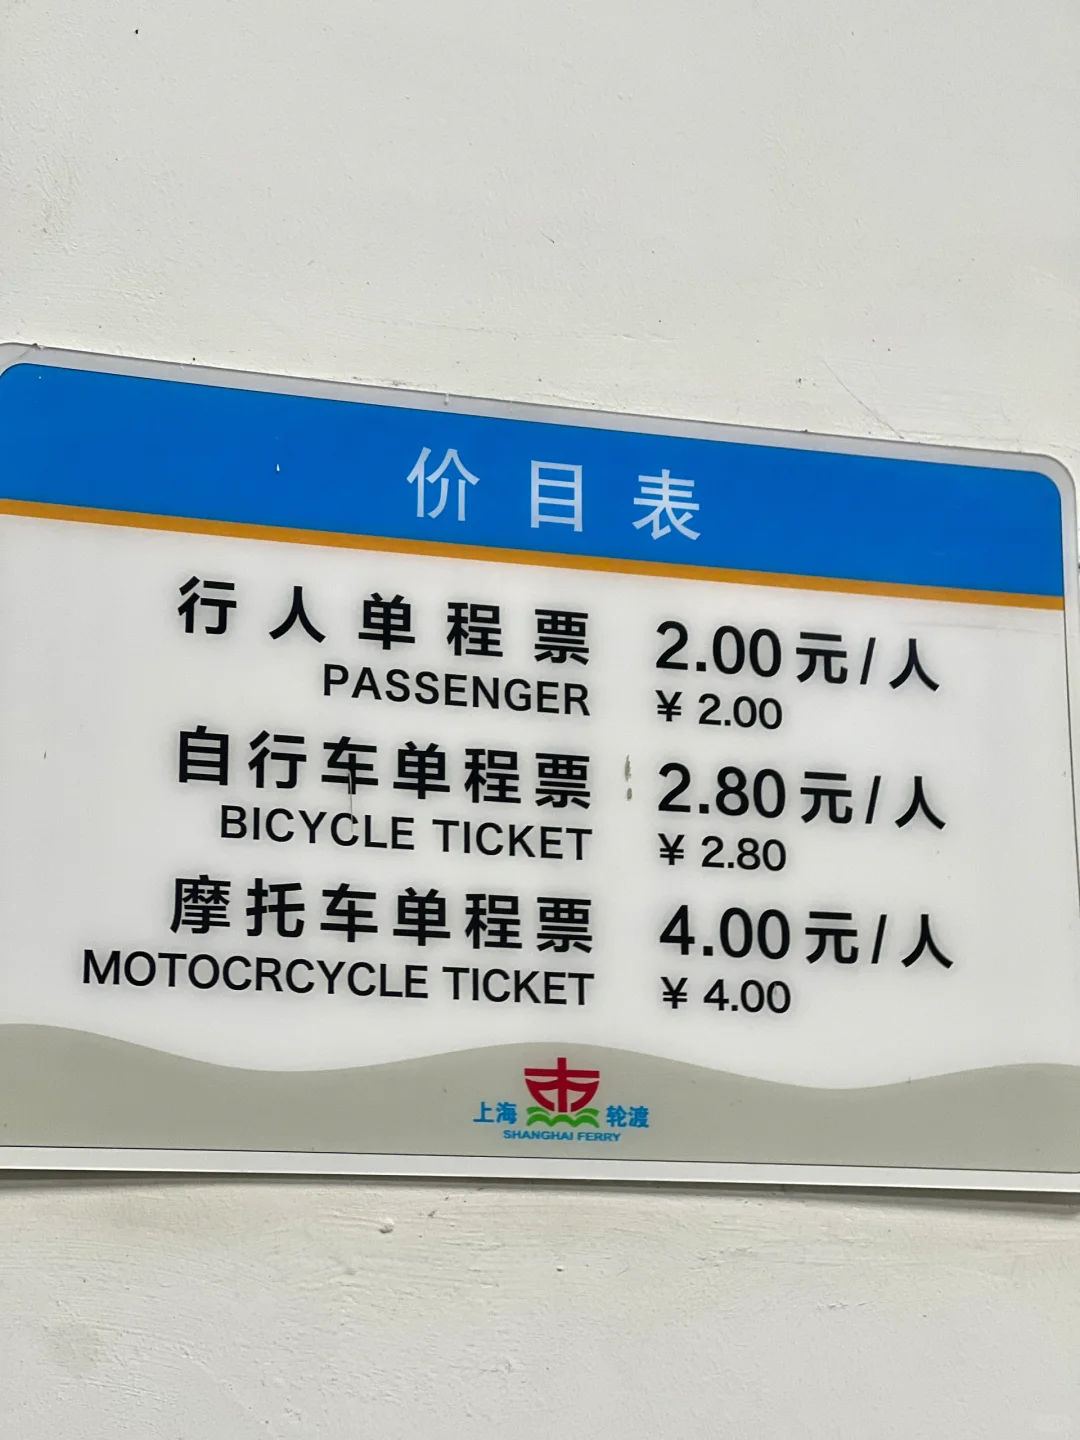 价目表
行人单程票 2.00元/人
PASSENGER ¥ 2.00
自行车单程票 2.80元/人
BICYCLE TICKET ¥ 2.80
摩托车单程票 4.00元/人
MOTOCRCYCLE TICKET ¥ 4.00
上海 轮渡
SHANGHAI FERRY